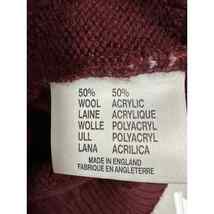 50% 50%
WOOL ACRYLIC
LAINE ACRYLIQUE
WOLLE POLYACRYL
ULL POLYACRYL
LANA ACRILICA
MADE IN ENGLAND
FABRIQUE EN ANGLETERRE